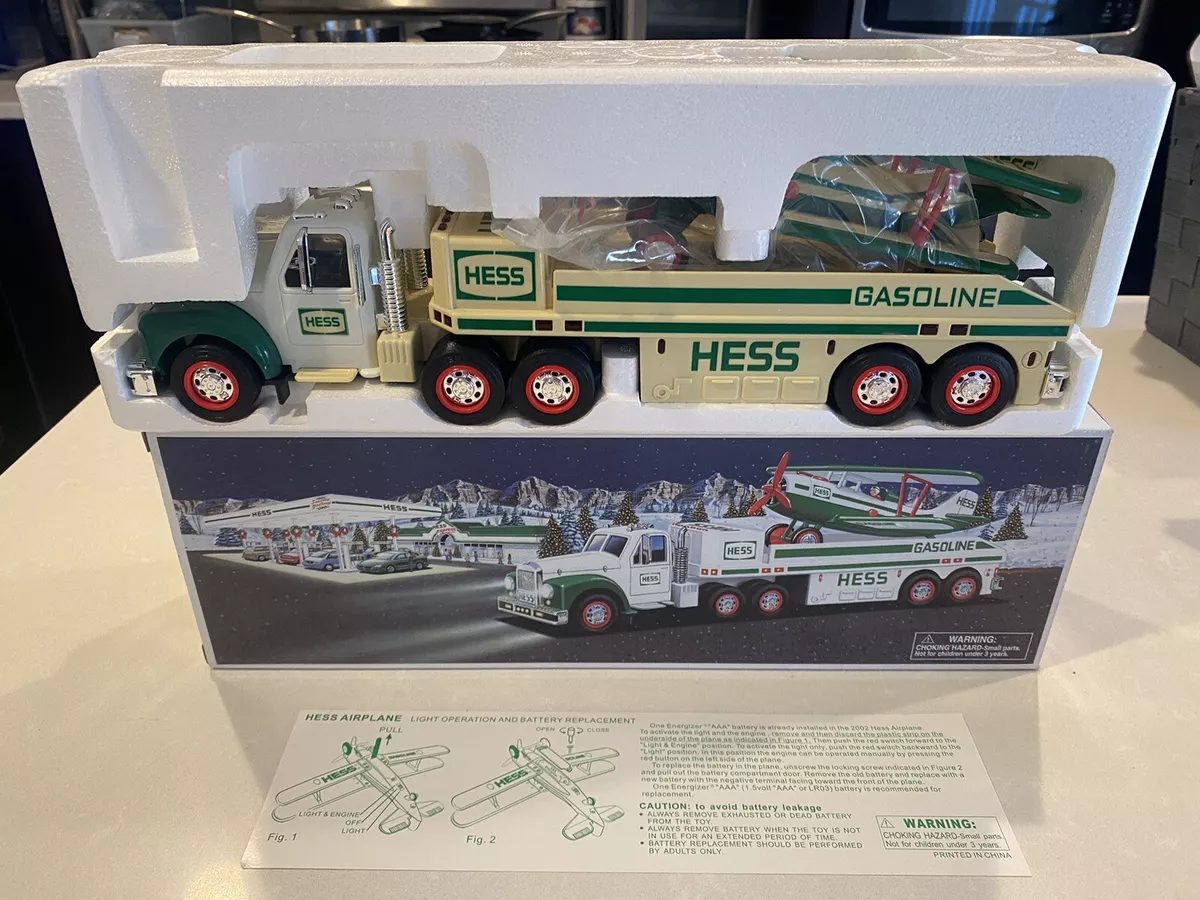 HESS
HESS
GASOLINE
HESS
HESS
HESS
HESS
HESS
HESS
GASOLINE
HESS
HESS
HESS
HESS
WARNING:
CHOKING HAZARD-Small parts.
Not for children under 3 years.
HESS AIRPLANE LIGHT OPERATION AND BATTERY REPLACEMENT
PULL
HESS
LIGHT & ENGINE
OFF
LIGHT
Fig. 1
OPEN CLOSE
HESS
Fig. 2
One Energizer® "AAA" battery is already installed in the 2002 Hess Airplane.
To activate the light and the engine, remove and then discard the plastic strip on the
underside of the plane as indicated in Figure 1. Then push the red switch forward to the
"Light & Engine" position. To activate the light only, push the red switch backward to the
"Light" position. In this position the engine can be operated manually by pressing the
red button on the left side of the plane.
To replace the battery in the plane, unscrew the locking screw indicated in Figure 2
and pull out the battery compartment door. Remove the old battery and replace with a
new battery with the negative terminal facing toward the front of the plane.
One Energizer® "AAA" (1.5volt "AAA" or LR03) battery is recommended for
replacement.
CAUTION: to avoid battery leakage
• ALWAYS REMOVE EXHAUSTED OR DEAD BATTERY
FROM THE TOY.
• ALWAYS REMOVE BATTERY WHEN THE TOY IS NOT
IN USE FOR AN EXTENDED PERIOD OF TIME.
• BATTERY REPLACEMENT SHOULD BE PERFORMED
BY ADULTS ONLY.
WARNING:
CHOKING HAZARD-Small parts.
Not for children under 3 years.
PRINTED IN CHINA